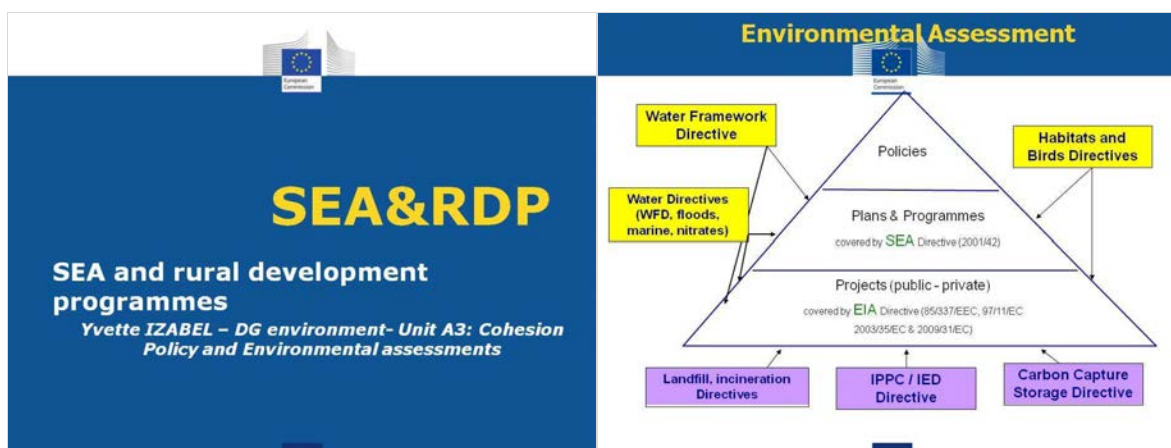 European
Commission
SEA&RDP
SEA and rural development
programmes
Yvette IZABEL – DG environment- Unit A3: Cohesion
Policy and Environmental assessments
Environmental Assessment
European
Commission
Water Framework
Directive
Habitats and
Birds Directives
Policies
Water Directives
(WFD, floods,
marine, nitrates)
Plans & Programmes
covered by SEA Directive (2001/42)
Projects (public - private)
covered by EIA Directive (85/337/EEC, 97/11/EC
2003/35/EC & 2009/31/EC)
Landfill, incineration
Directives
IPPC / IED
Directive
Carbon Capture
Storage Directive